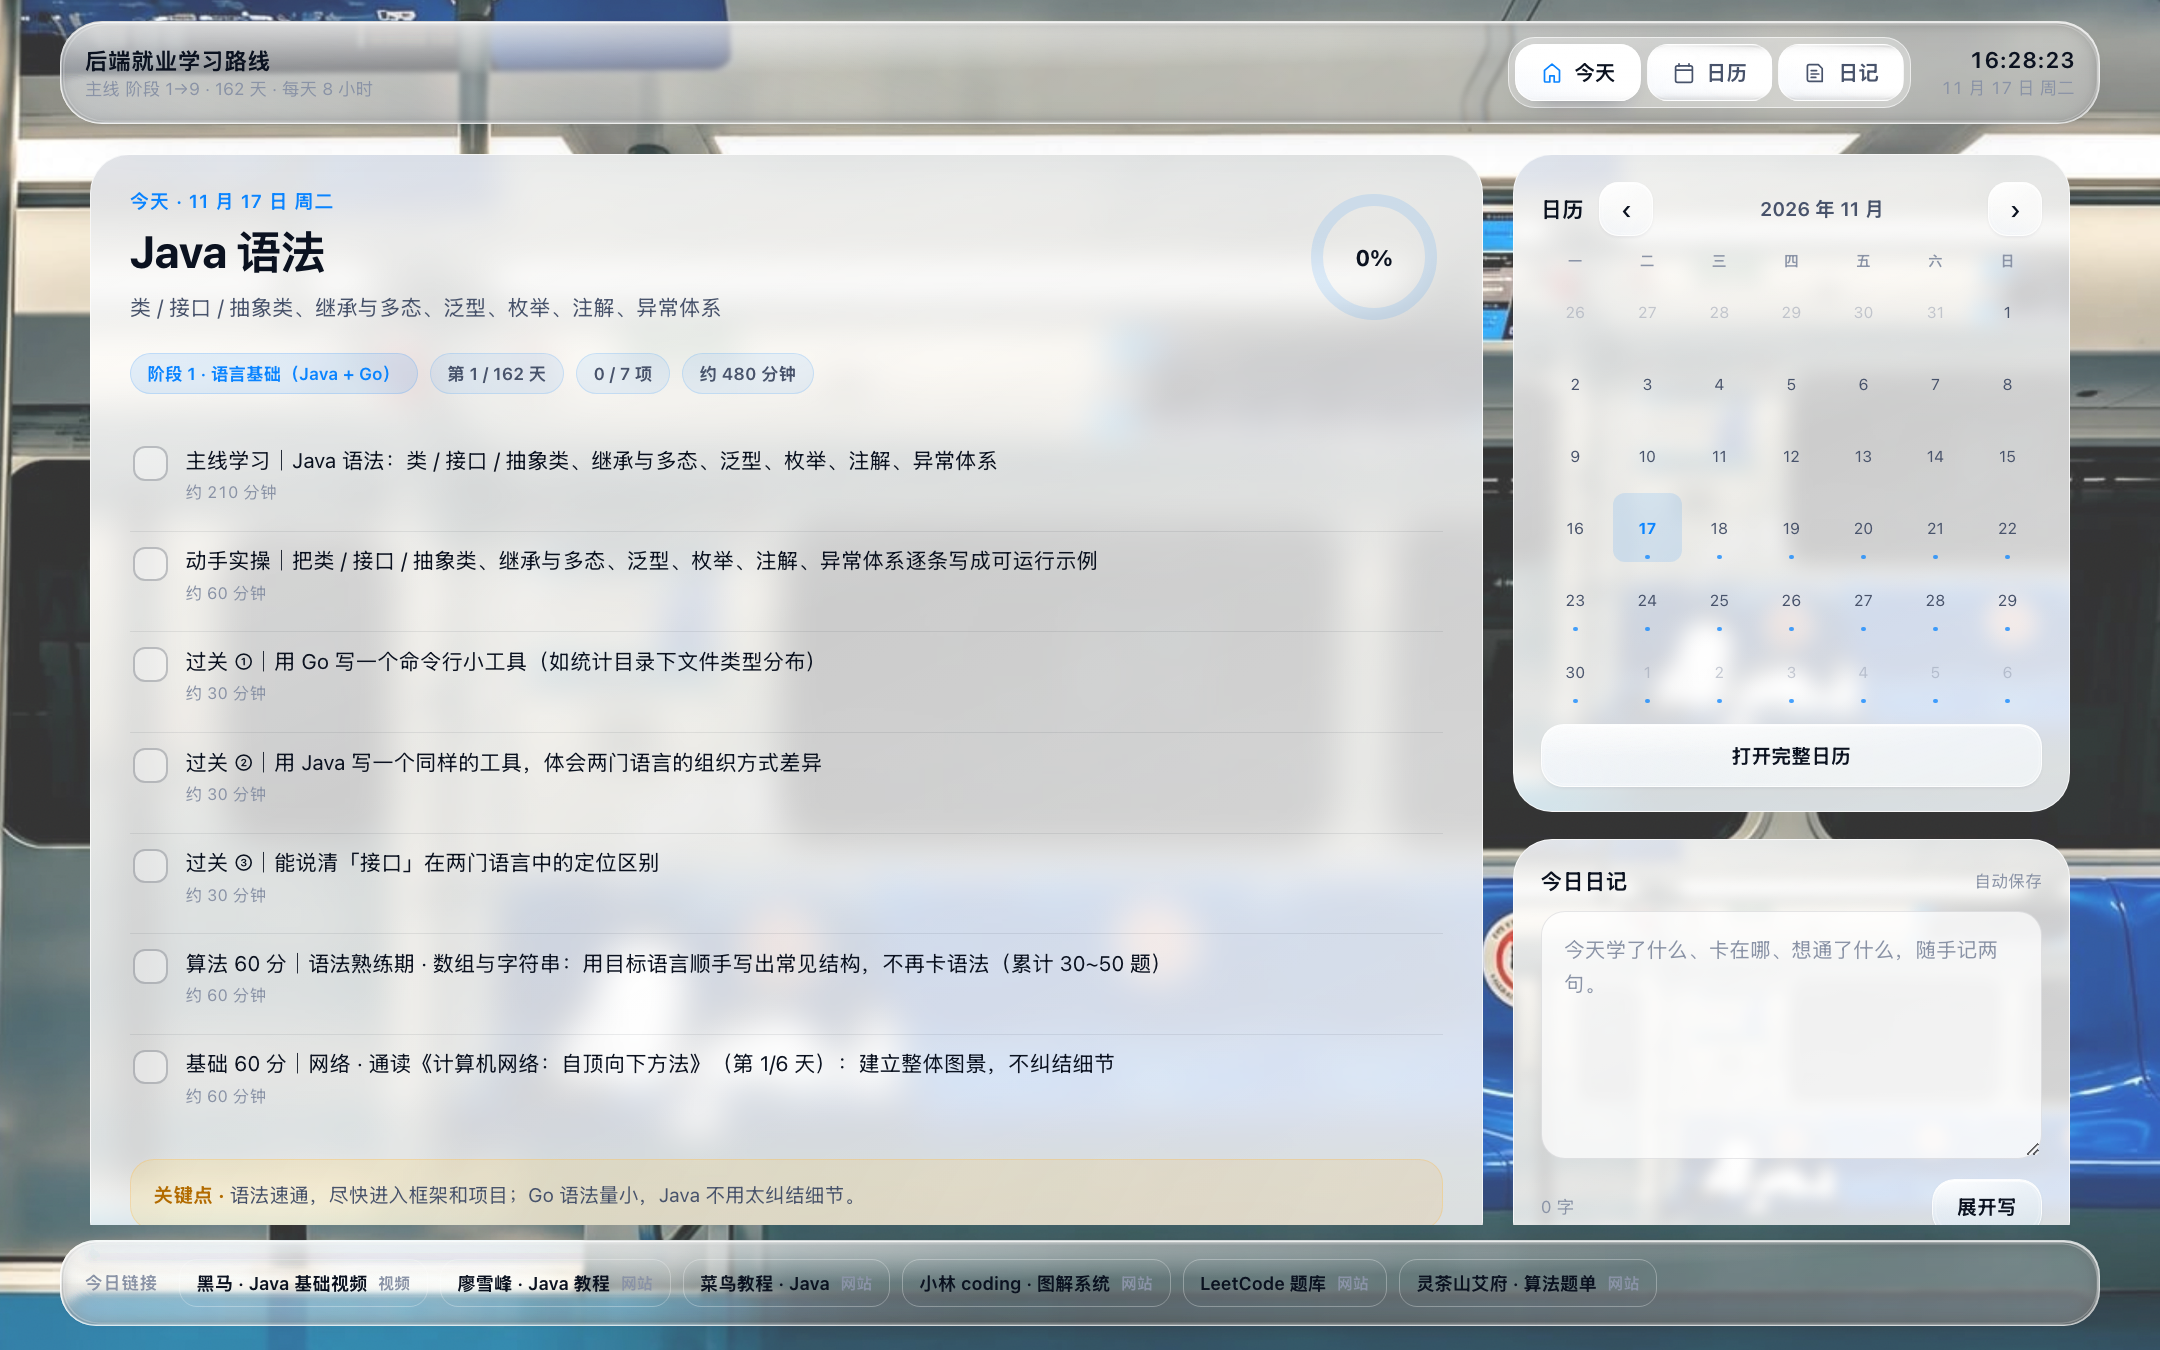 后端就业学习路线
主线 阶段 1→9 · 162 天 · 每天 8 小时
今天
日历
日记
16:28:23
11 月 17 日 周二
今天 · 11 月 17 日 周二
Java 语法
类 / 接口 / 抽象类、继承与多态、泛型、枚举、注解、异常体系
0%
阶段 1 · 语言基础（Java + Go）
第 1 / 162 天
0 / 7 项
约 480 分钟
主线学习｜Java 语法：类 / 接口 / 抽象类、继承与多态、泛型、枚举、注解、异常体系
约 210 分钟
动手实操｜把类 / 接口 / 抽象类、继承与多态、泛型、枚举、注解、异常体系逐条写成可运行示例
约 60 分钟
过关 ①｜用 Go 写一个命令行小工具（如统计目录下文件类型分布）
约 30 分钟
过关 ②｜用 Java 写一个同样的工具，体会两门语言的组织方式差异
约 30 分钟
过关 ③｜能说清「接口」在两门语言中的定位区别
约 30 分钟
算法 60 分｜语法熟练期 · 数组与字符串：用目标语言顺手写出常见结构，不再卡语法（累计 30~50 题）
约 60 分钟
基础 60 分｜网络 · 通读《计算机网络：自顶向下方法》（第 1/6 天）：建立整体图景，不纠结细节
约 60 分钟
关键点 · 语法速通，尽快进入框架和项目；Go 语法量小，Java 不用太纠结细节。
日历 ‹ 2026 年 11 月 ›
一 二 三 四 五 六 日
26 27 28 29 30 31 1
2 3 4 5 6 7 8
9 10 11 12 13 14 15
16 17 18 19 20 21 22
23 24 25 26 27 28 29
30 1 2 3 4 5 6
打开完整日历
今日日记 自动保存
今天学了什么、卡在哪、想通了什么，随手记两
句。
0 字
展开写
今日链接
黑马 · Java 基础视频 视频
廖雪峰 · Java 教程 网站
菜鸟教程 · Java 网站
小林 coding · 图解系统 网站
LeetCode 题库 网站
灵茶山艾府 · 算法题单 网站